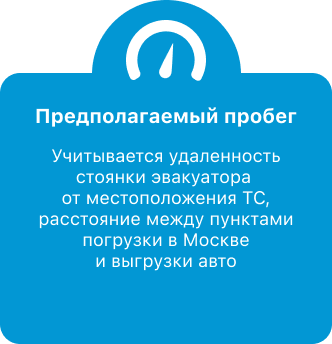 Предполагаемый пробег
Учитывается удаленность
стоянки эвакуатора
от местоположения ТС,
расстояние между пунктами
погрузки в Москве
и выгрузки авто